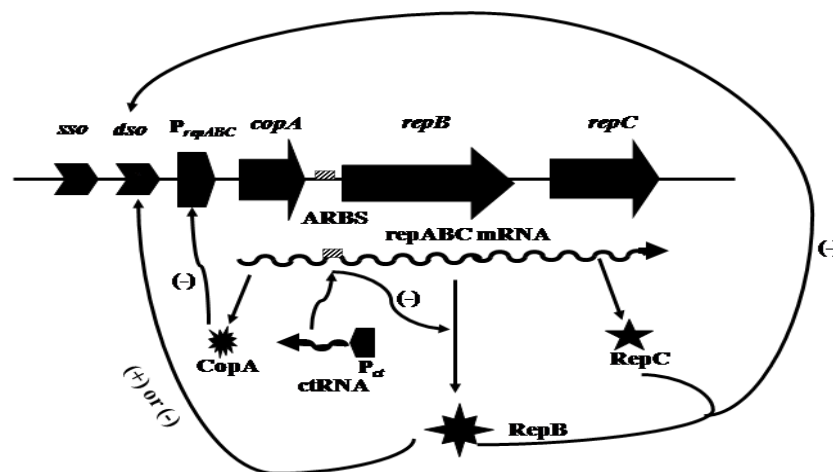 sso dso PrepABC copA repB repC
ARBS
repABC mRNA
(-)
(-)
(-)
CopA
ctRNA
Pct
RepC
(+) or (-)
RepB